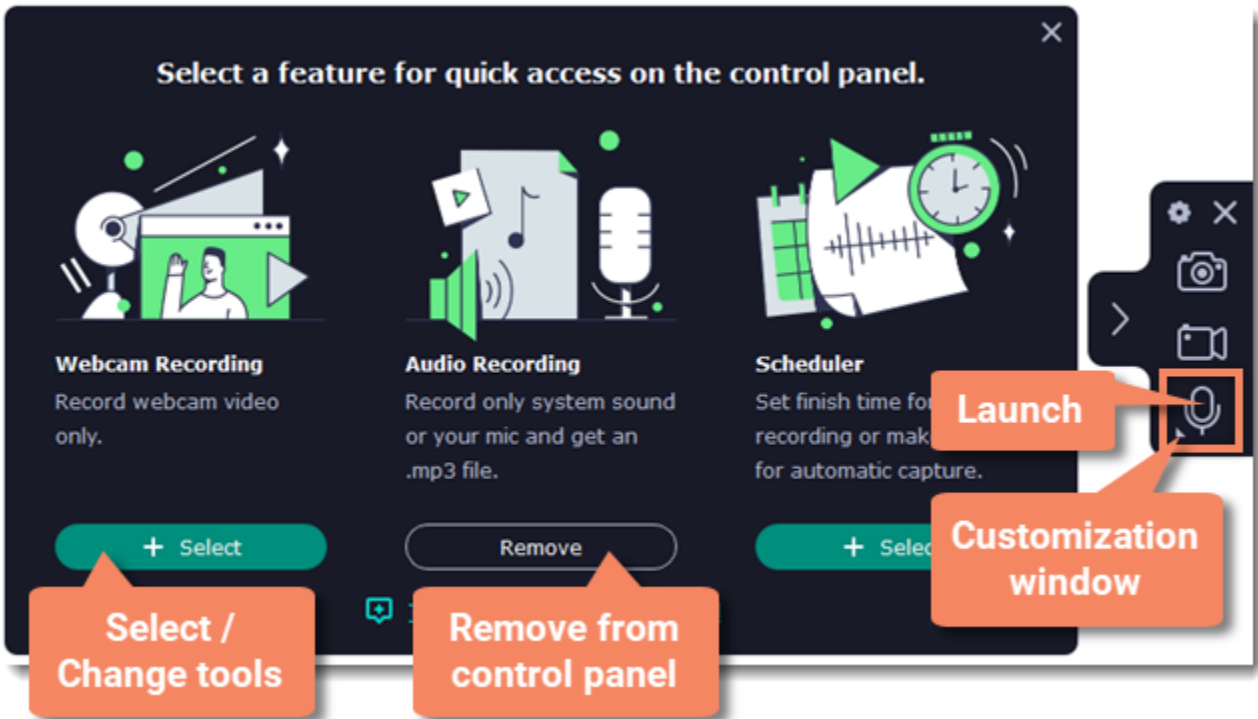 Select a feature for quick access on the control panel.
Webcam Recording
Record webcam video
only.
+ Select
Audio Recording
Record only system sound
or your mic and get an
.mp3 file.
Remove
Scheduler
Set finish time for
recording or make
for automatic capture.
+ Selec
Launch
Customization
window
Select /
Change tools
Remove from
control panel